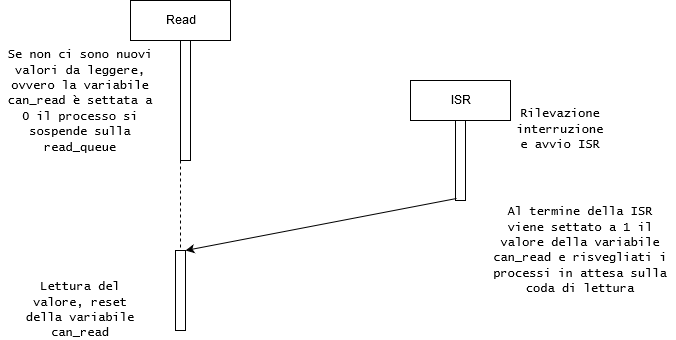 Read
Se non ci sono nuovi
valori da leggere,
ovvero la variabile
can_read è settata a
0 il processo si
sospende sulla
read_queue
ISR
Rilevazione
interruzione
e avvio ISR
Al termine della ISR
viene settato a 1 il
valore della variabile
can_read e risvegliati i
processi in attesa sulla
coda di lettura
Lettura del
valore, reset
della variabile
can_read